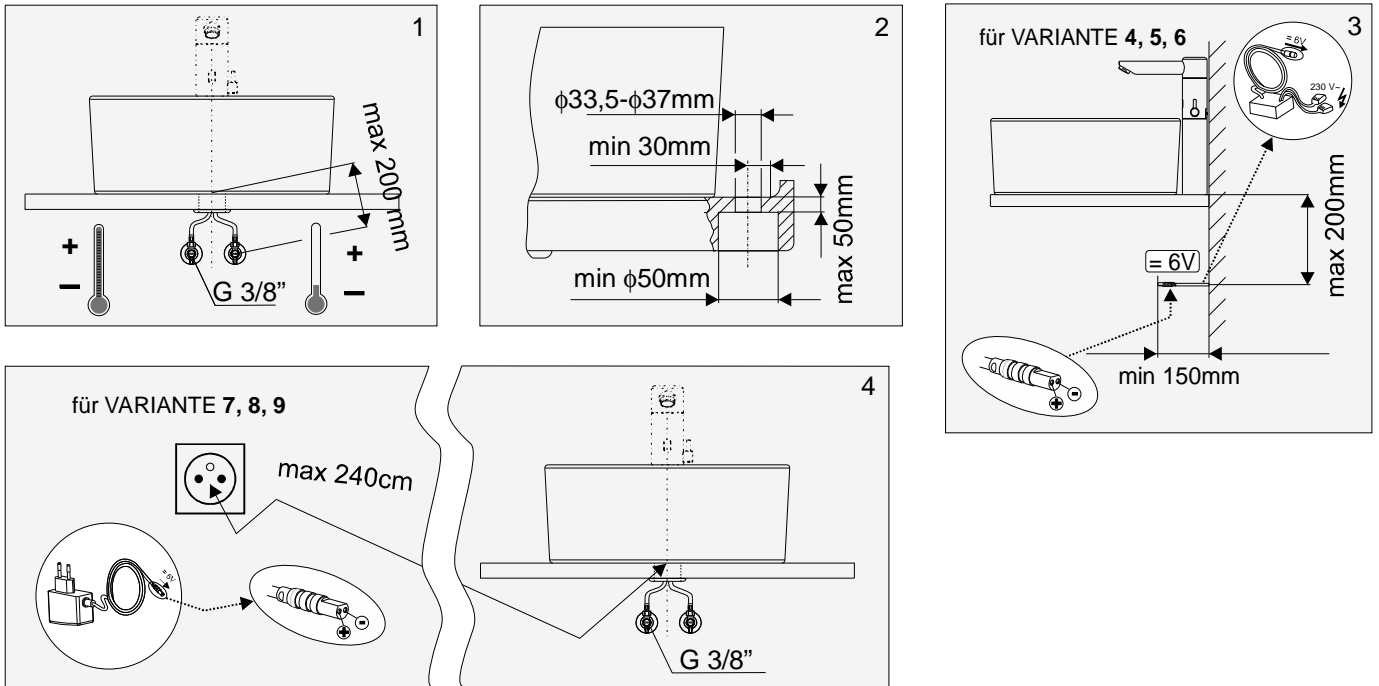 1
max 200 mm
+
−
+
−
G 3/8”
2
ϕ33,5-ϕ37mm
min 30mm
max 50mm
min ϕ50mm
für VARIANTE 4, 5, 6
3
= 6V
230 V~
max 200mm
= 6V
min 150mm
+
-
für VARIANTE 7, 8, 9
4
max 240cm
= 6V
+
-
G 3/8”